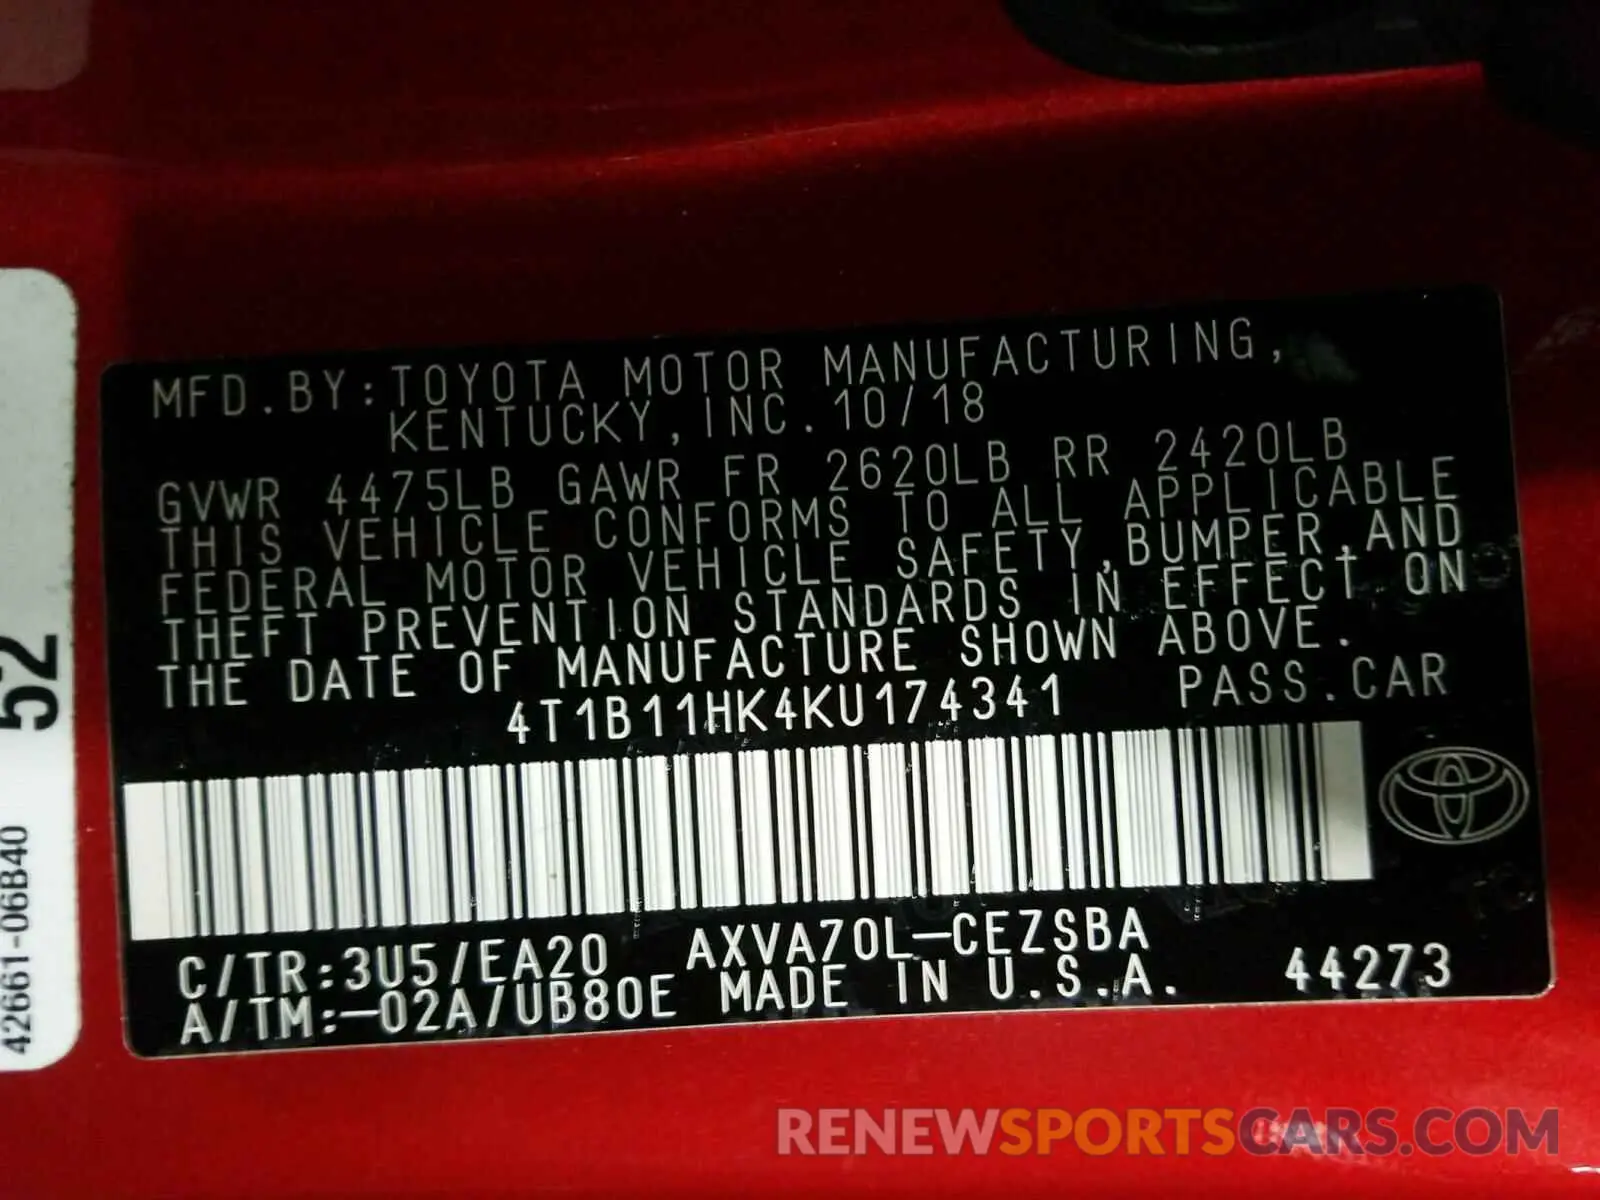 MFD.BY:TOYOTA MOTOR MANUFACTURING,
KENTUCKY,INC.10/18
GVWR 4475LB GAWR FR 2620LB RR 2420LB
THIS VEHICLE CONFORMS TO ALL APPLICABLE
FEDERAL MOTOR VEHICLE SAFETY,BUMPER,AND
THEFT PREVENTION STANDARDS IN EFFECT ON
THE DATE OF MANUFACTURE SHOWN ABOVE.
4T1B11HK4KU174341 PASS.CAR
C/TR:3U5/EA20 AXVA70L-CEZSBA
A/TM:-02A/UB80E MADE IN U.S.A. 44273
52
42661-06B40
RENEWSPORTSCARS.COM